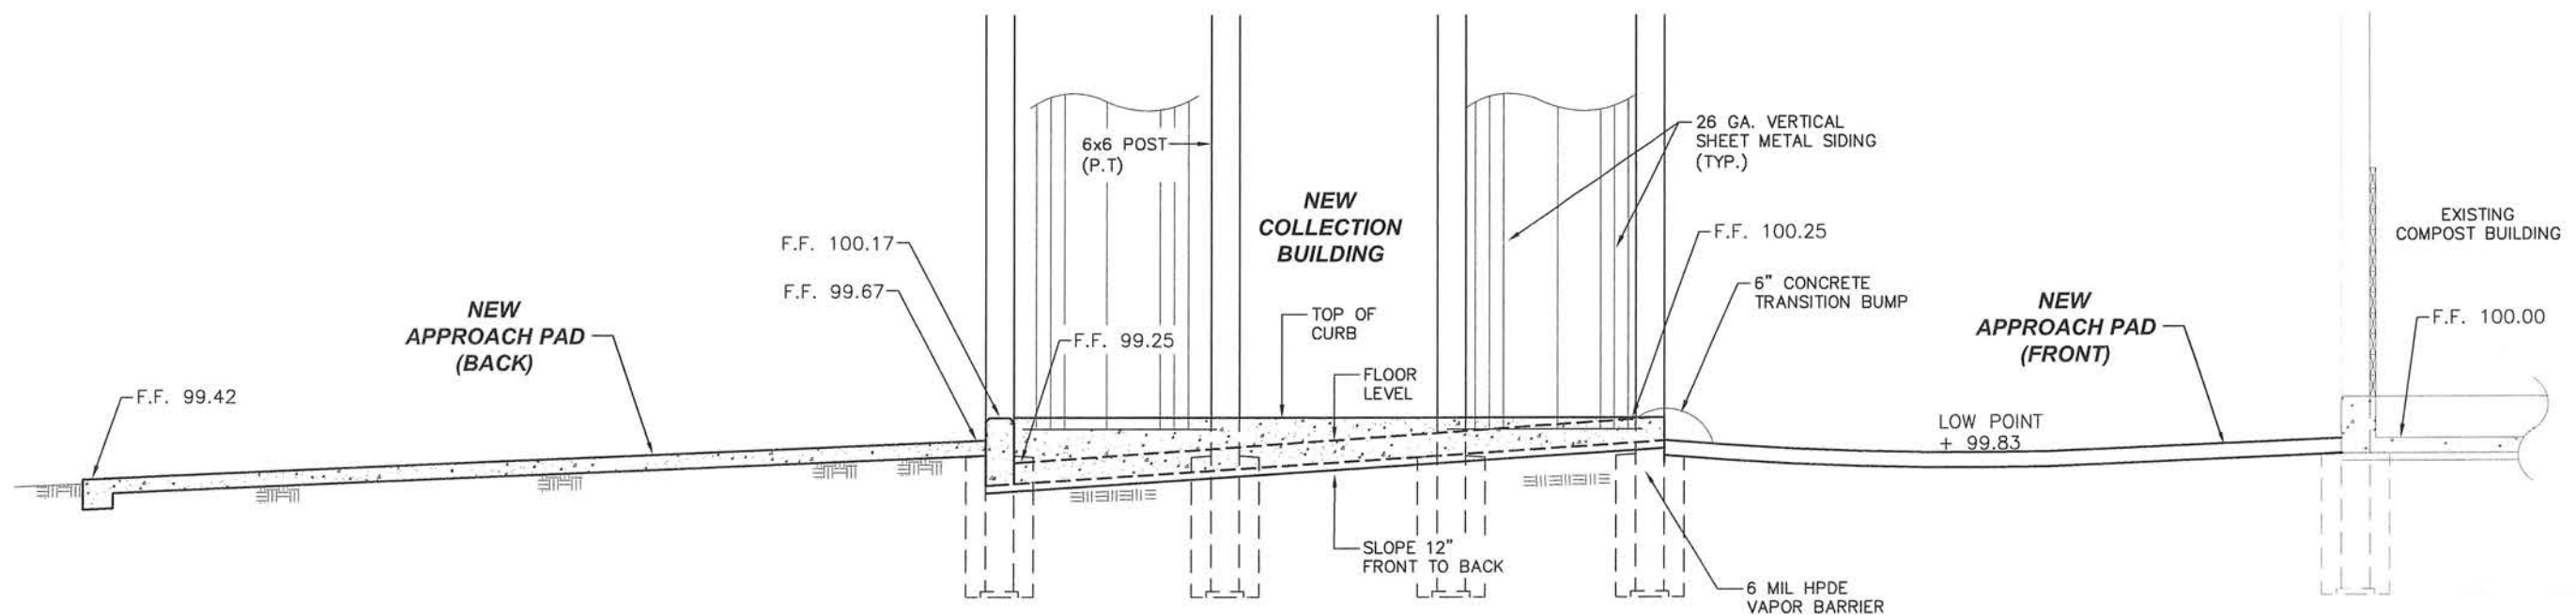 6x6 POST
(P.T)
26 GA. VERTICAL
SHEET METAL SIDING
(TYP.)
NEW
COLLECTION
BUILDING
EXISTING
COMPOST BUILDING
F.F. 100.17
F.F. 100.25
F.F. 99.67
6" CONCRETE
TRANSITION BUMP
NEW
APPROACH PAD
(BACK)
TOP OF
CURB
NEW
APPROACH PAD
(FRONT)
F.F. 100.00
F.F. 99.25
FLOOR
LEVEL
F.F. 99.42
LOW POINT
+ 99.83
SLOPE 12"
FRONT TO BACK
6 MIL HPDE
VAPOR BARRIER